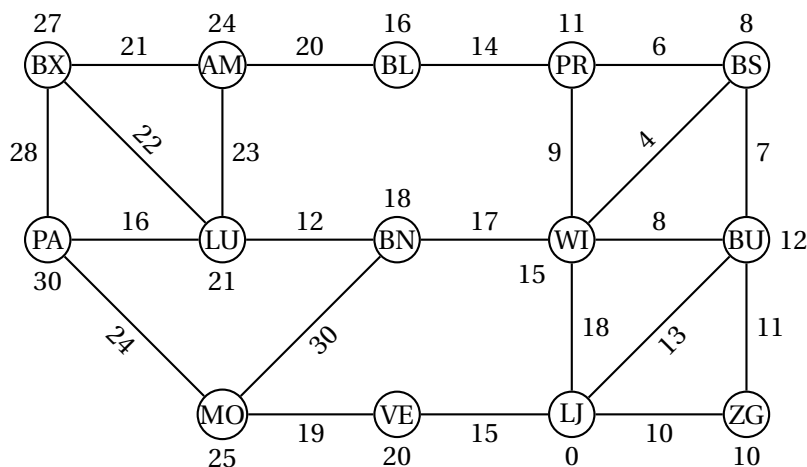 27 24 16 11 8
BX 21 AM 20 BL 14 PR 6 BS
28 22 23 9 4 7
18
PA 16 LU 12 BN 17 WI 8 BU 12
30 21 15
24 30 18 13 11
MO 19 VE 15 LJ 10 ZG
25 20 0 10